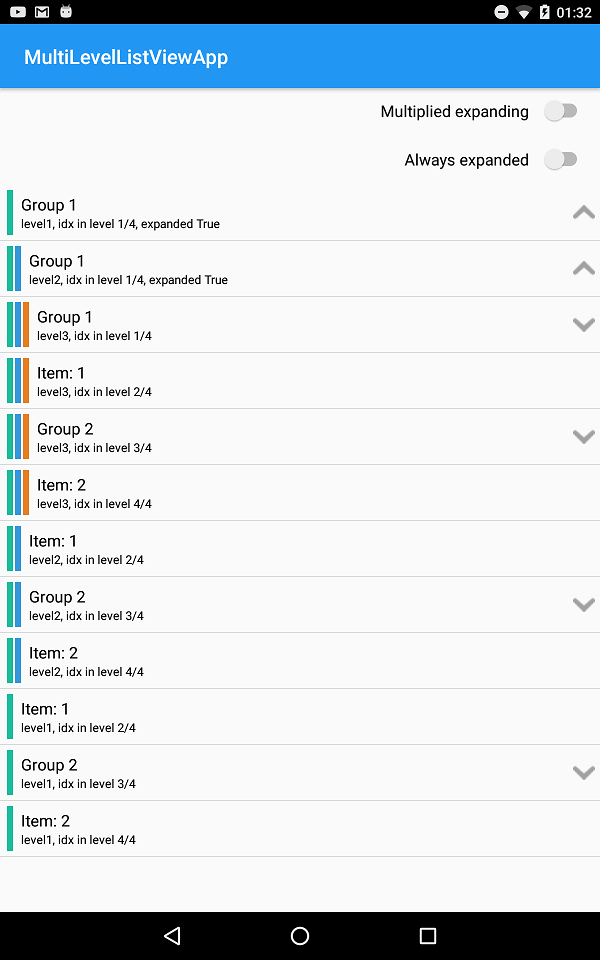 01:32
MultiLevelListViewApp
Multiplied expanding
Always expanded
Group 1
level1, idx in level 1/4, expanded True
Group 1
level2, idx in level 1/4, expanded True
Group 1
level3, idx in level 1/4
Item: 1
level3, idx in level 2/4
Group 2
level3, idx in level 3/4
Item: 2
level3, idx in level 4/4
Item: 1
level2, idx in level 2/4
Group 2
level2, idx in level 3/4
Item: 2
level2, idx in level 4/4
Item: 1
level1, idx in level 2/4
Group 2
level1, idx in level 3/4
Item: 2
level1, idx in level 4/4